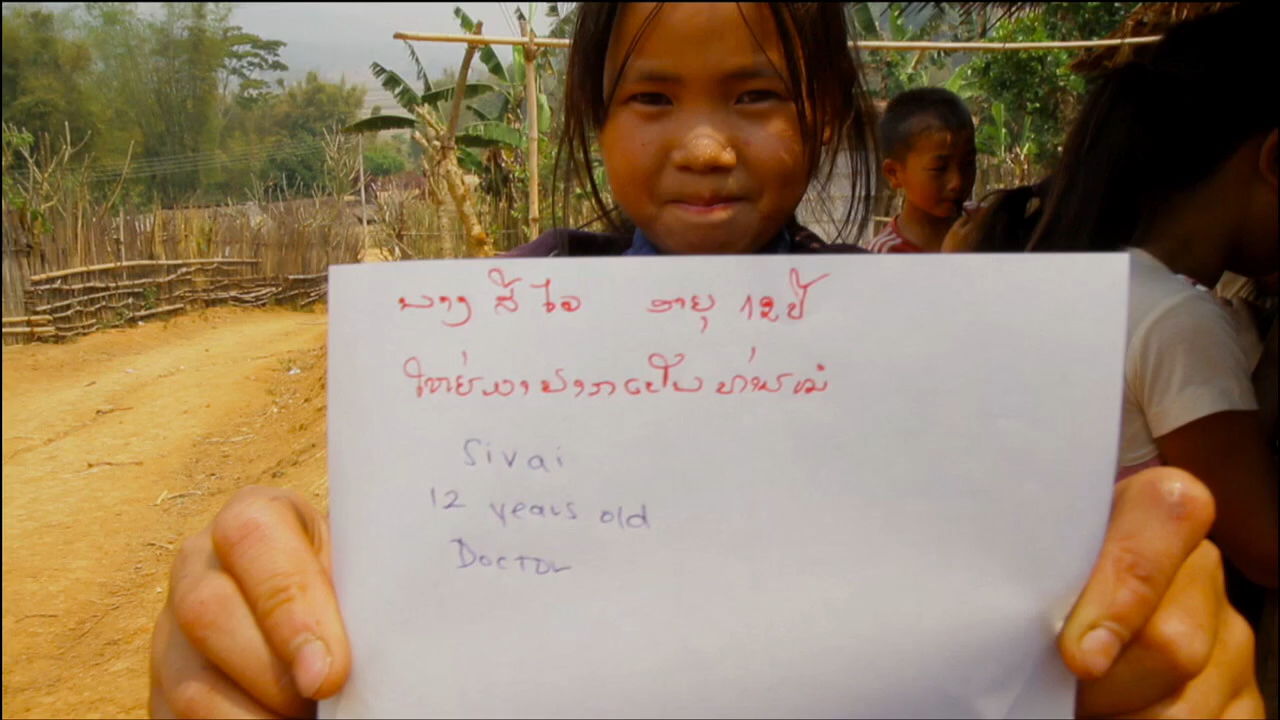 ນາງ ສີ ໄວ ອາຍຸ 12 ປີ
ໃຫຍ່ມາຢາກເປັນ ທ່ານໝໍ
Sivai
12 years old
Doctor